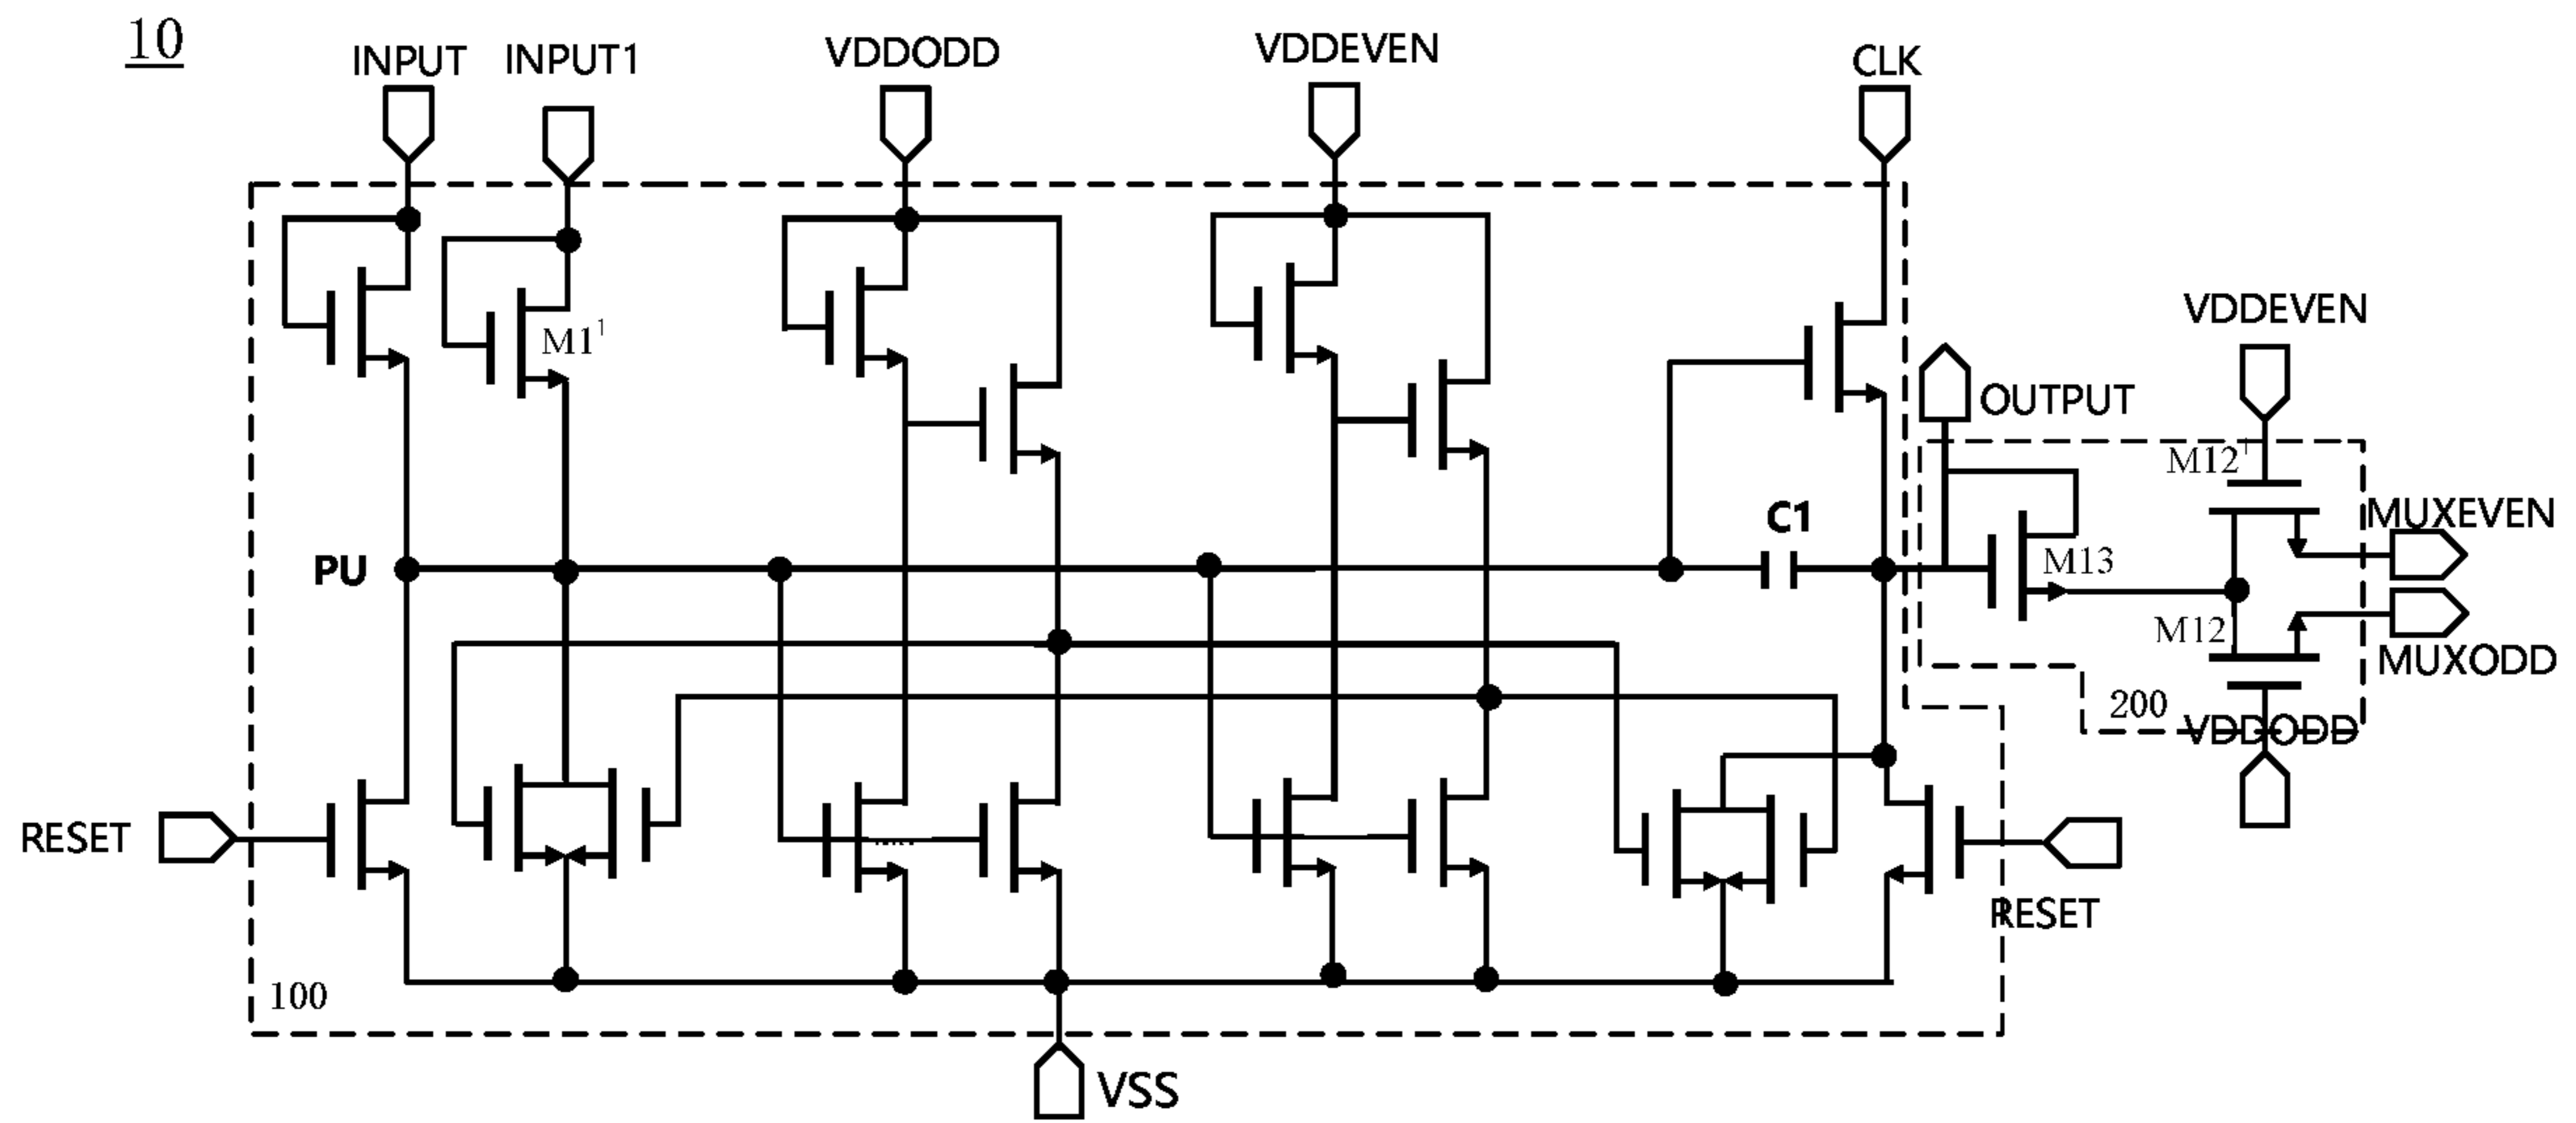 10
INPUT
INPUT1
VDDODD
VDDEVEN
CLK
M1¹
VDDEVEN
OUTPUT
M12¹
MUXEVEN
C1
M13
PU
M12
MUXODD
200
VDDODD
RESET
RESET
100
VSS